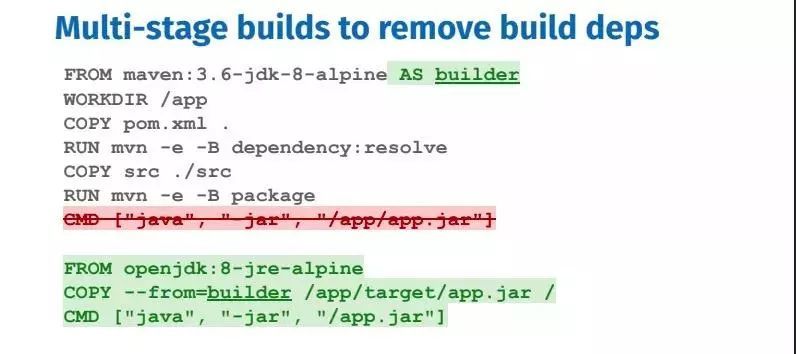 Multi-stage builds to remove build deps
FROM maven:3.6-jdk-8-alpine AS builder
WORKDIR /app
COPY pom.xml .
RUN mvn -e -B dependency:resolve
COPY src ./src
RUN mvn -e -B package
CMD ["java", "-jar", "/app/app.jar"]
FROM openjdk:8-jre-alpine
COPY --from=builder /app/target/app.jar /
CMD ["java", "-jar", "/app.jar"]